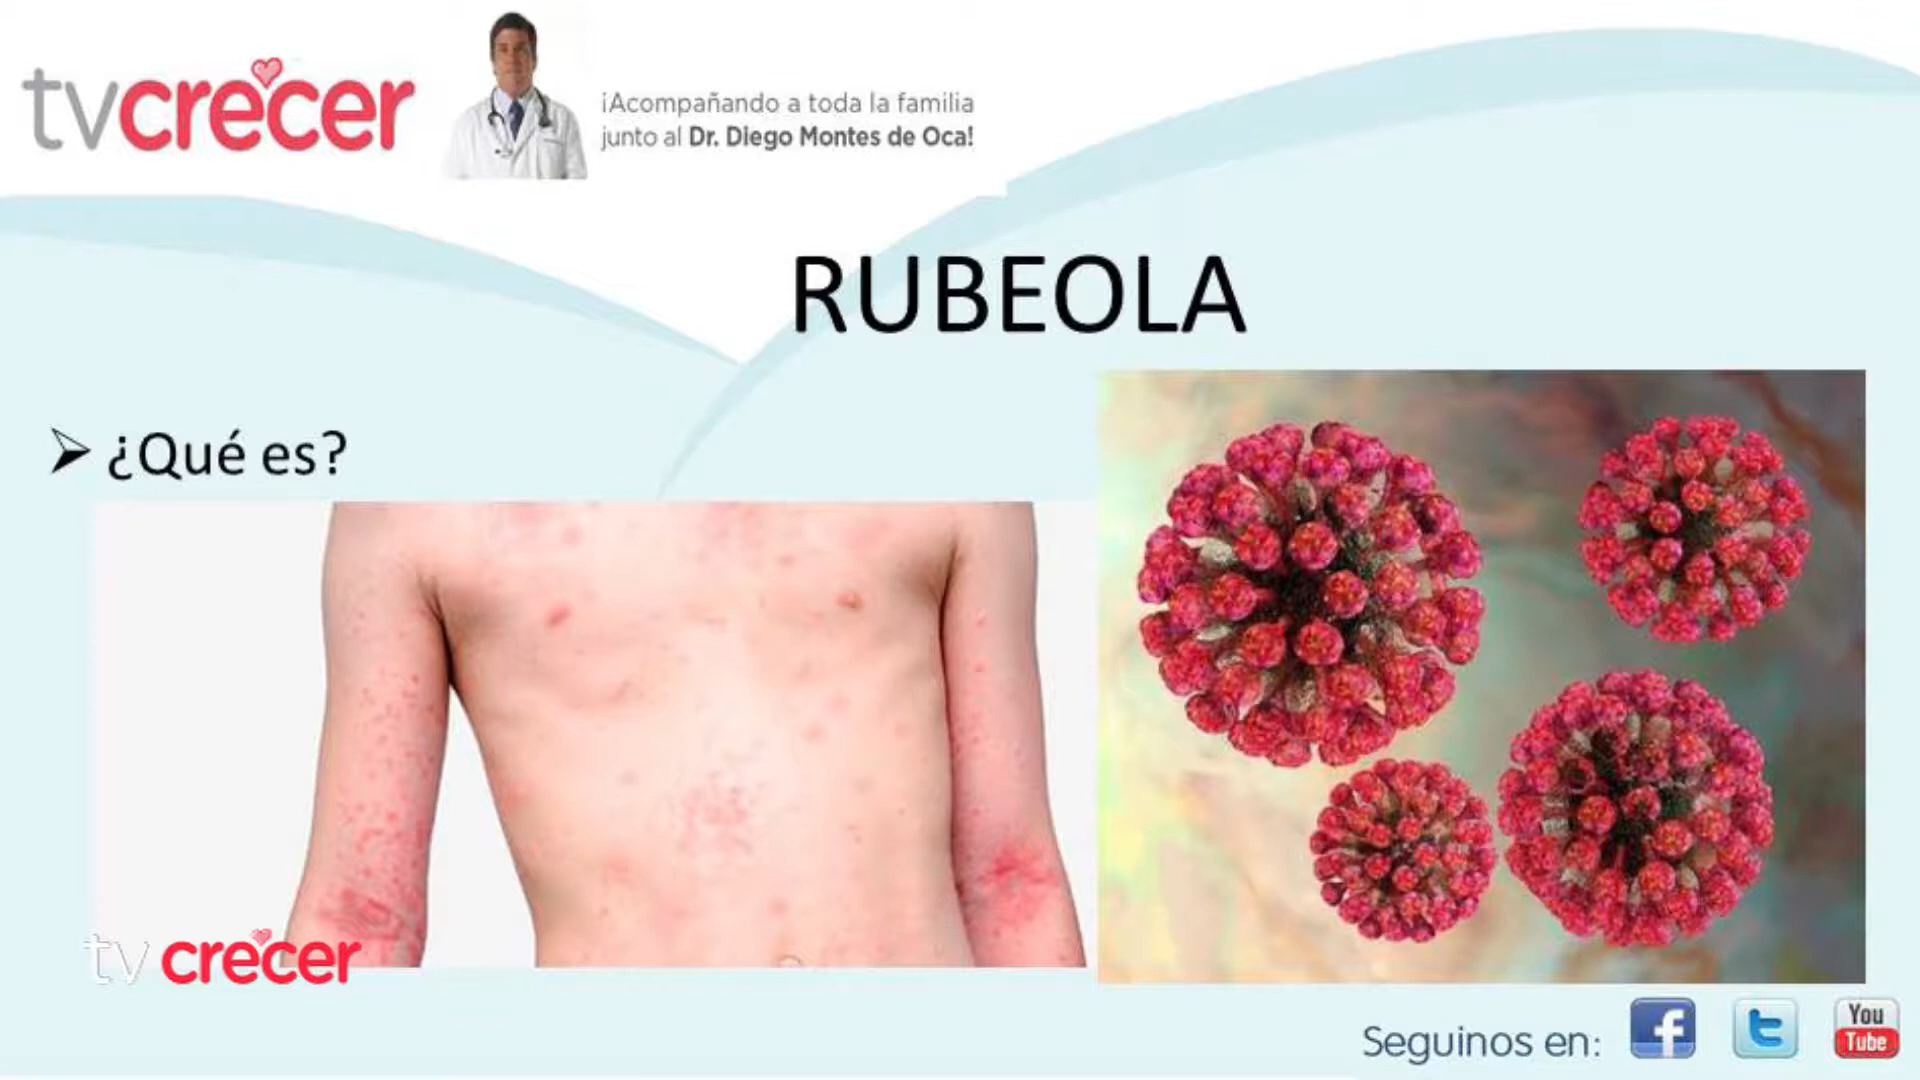 tvcrecer
¡Acompañando a toda la familia
junto al Dr. Diego Montes de Oca!
RUBEOLA
¿Qué es?
tv crecer
Seguinos en:
You
Tube